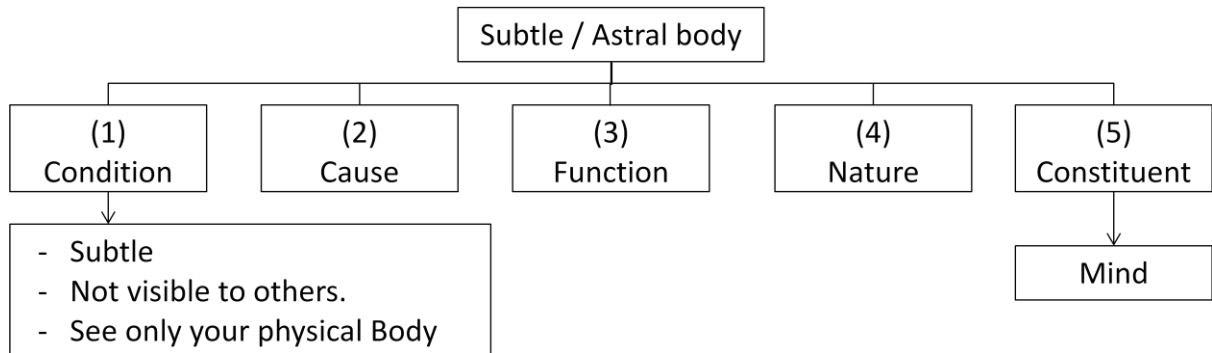 Subtle / Astral body
(1)
Condition
(2)
Cause
(3)
Function
(4)
Nature
(5)
Constituent
- Subtle
- Not visible to others.
- See only your physical Body
Mind